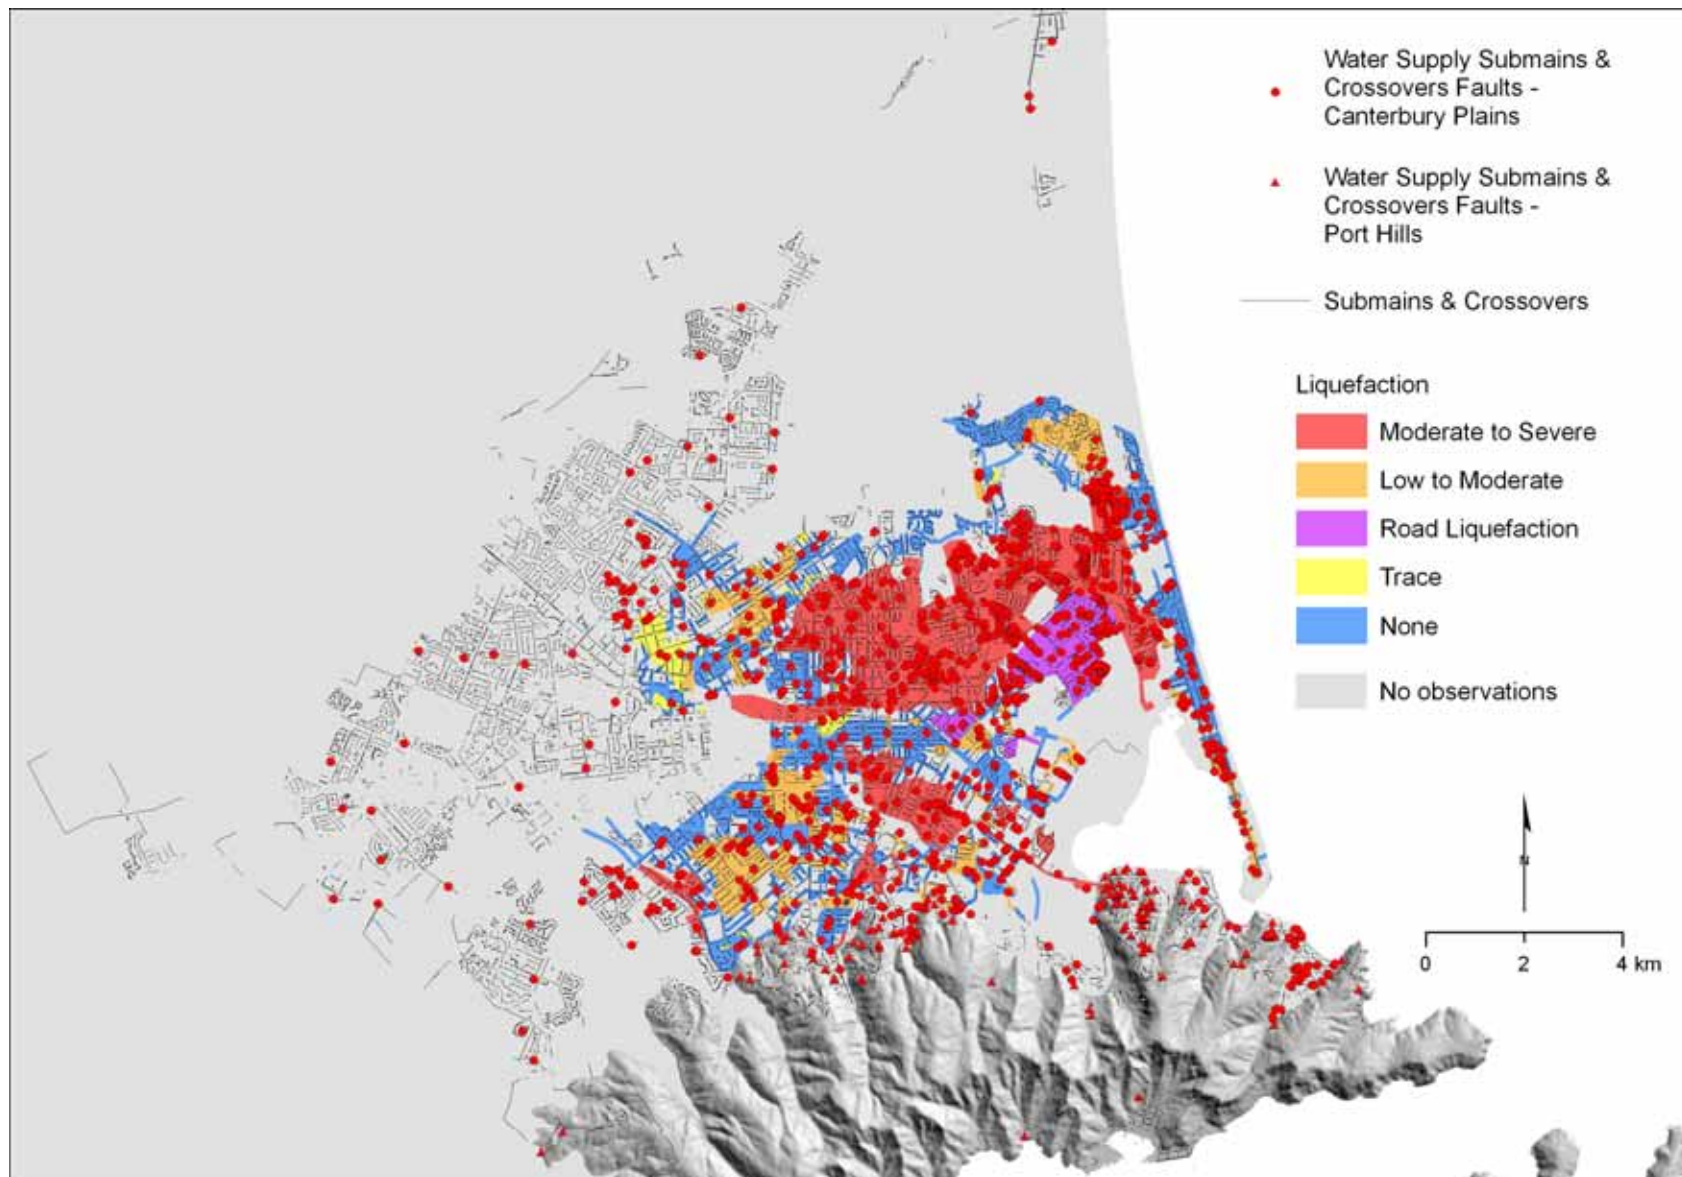 Water Supply Submains &
Crossovers Faults -
Canterbury Plains
Water Supply Submains &
Crossovers Faults -
Port Hills
Submains & Crossovers
Liquefaction
Moderate to Severe
Low to Moderate
Road Liquefaction
Trace
None
No observations
N
0 2 4 km